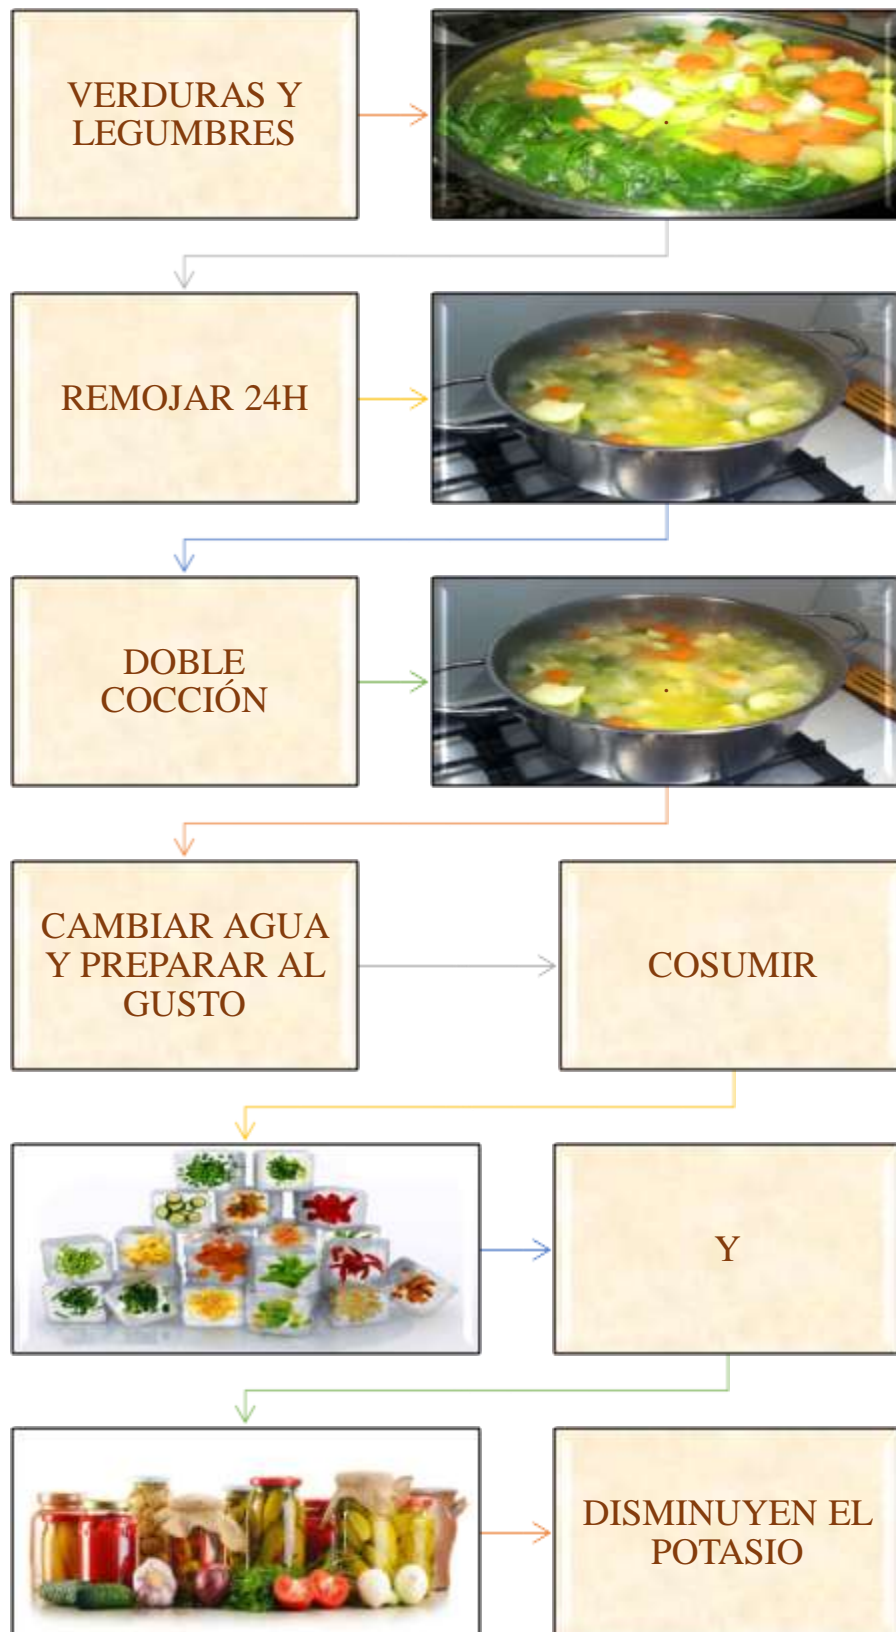 VERDURAS Y
LEGUMBRES
REMOJAR 24H
DOBLE
COCCIÓN
CAMBIAR AGUA
Y PREPARAR AL
GUSTO
COSUMIR
Y
DISMINUYEN EL
POTASIO